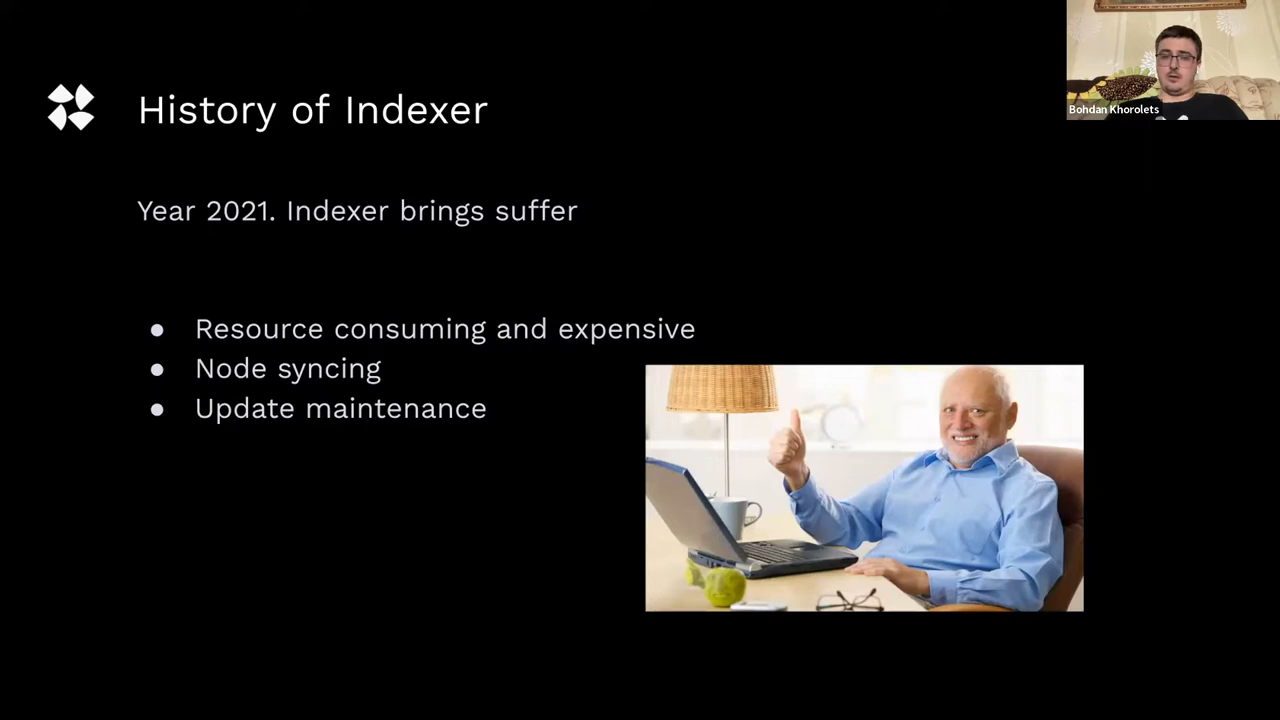 History of Indexer
Bohdan Khorolets
Year 2021. Indexer brings suffer
● Resource consuming and expensive
● Node syncing
● Update maintenance